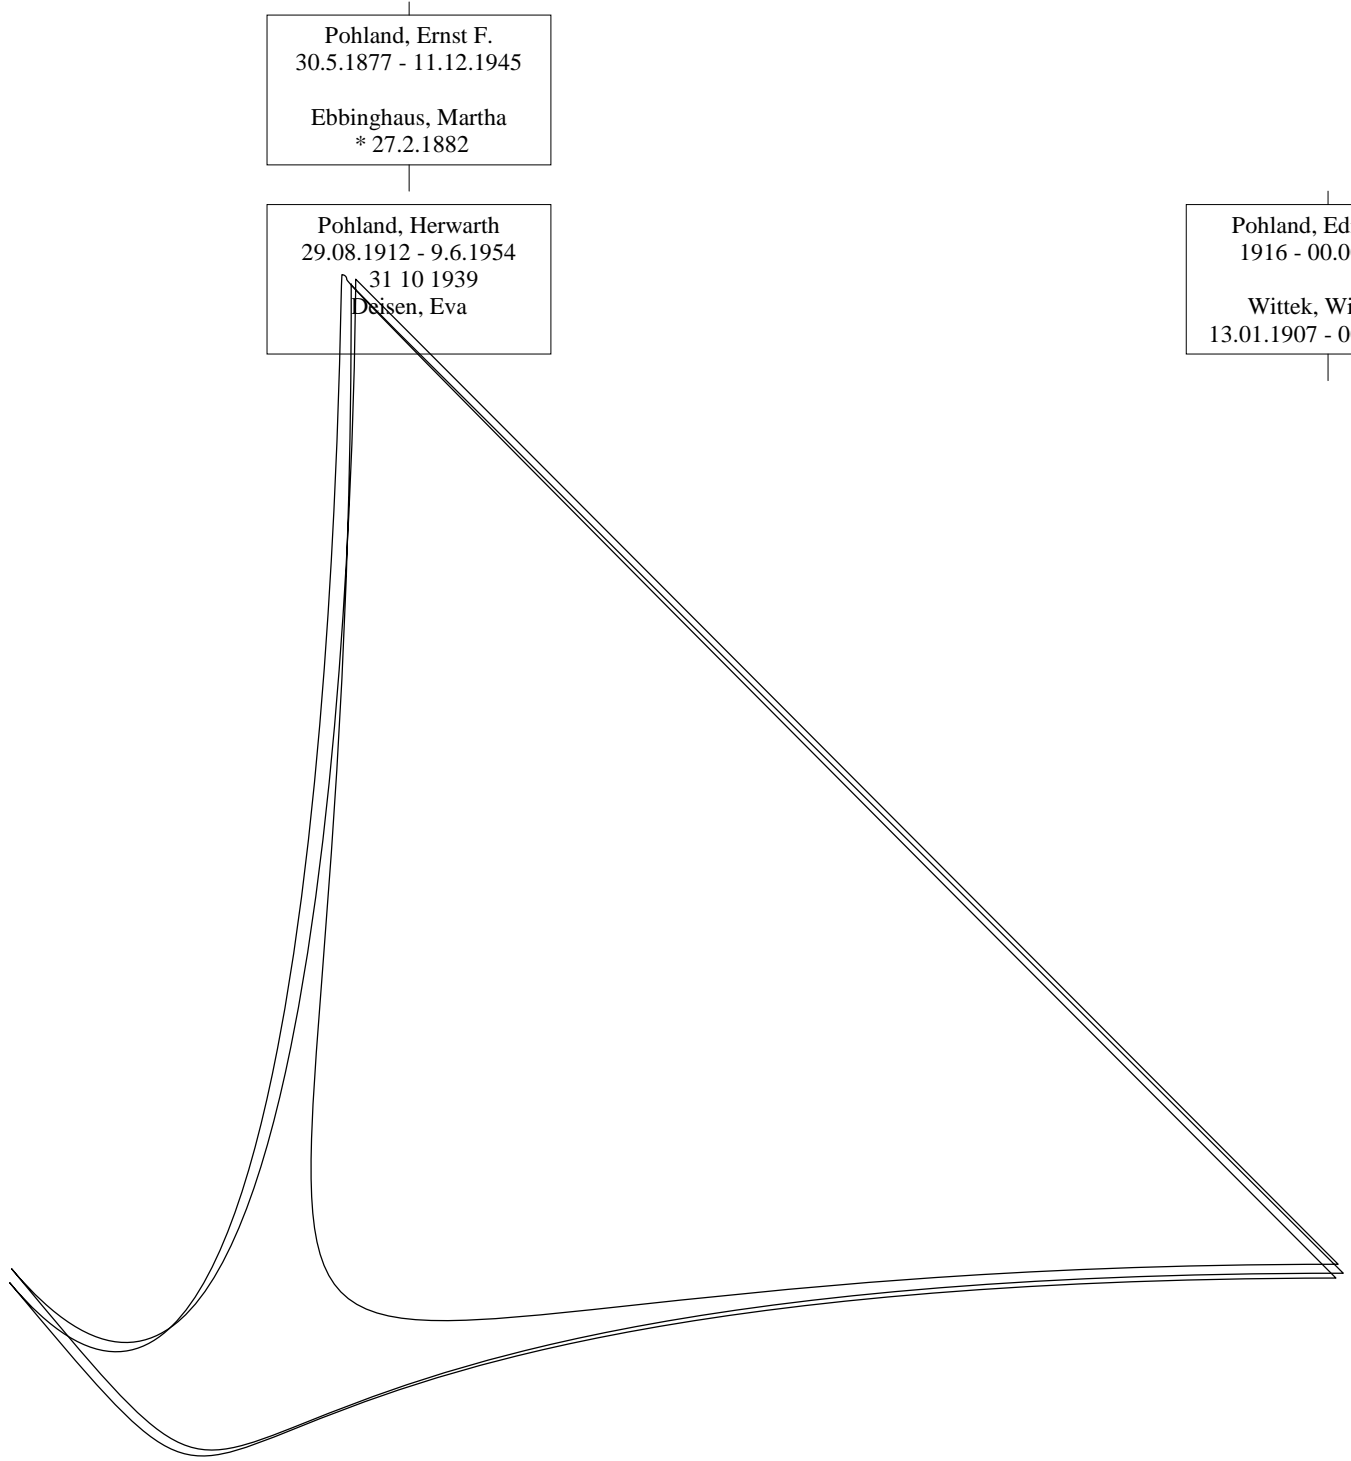 Pohland, Ernst F.
30.5.1877 - 11.12.1945
Ebbinghaus, Martha
* 27.2.1882
Pohland, Herwarth
29.08.1912 - 9.6.1954
31 10 1939
Deisen, Eva
Pohland, Ed
1916 - 00.0
Wittek, Wi
13.01.1907 - 0